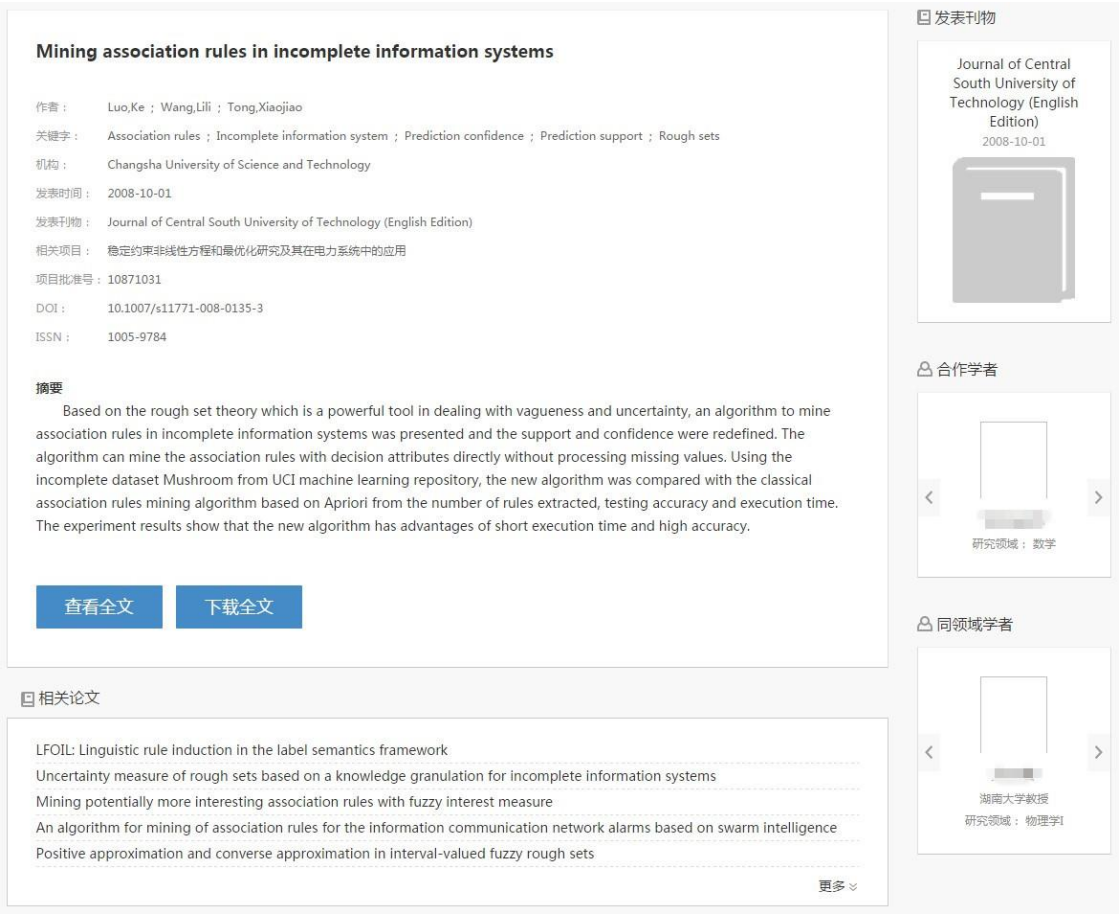 Mining association rules in incomplete information systems
作者： Luo,Ke ; Wang,Lili ; Tong,Xiaojiao
关键字： Association rules ; Incomplete information system ; Prediction confidence ; Prediction support ; Rough sets
机构： Changsha University of Science and Technology
发表时间： 2008-10-01
发表刊物： Journal of Central South University of Technology (English Edition)
相关项目： 稳定约束非线性方程和最优化研究及其在电力系统中的应用
项目批准号： 10871031
DOI： 10.1007/s11771-008-0135-3
ISSN： 1005-9784
摘要
Based on the rough set theory which is a powerful tool in dealing with vagueness and uncertainty, an algorithm to mine
association rules in incomplete information systems was presented and the support and confidence were redefined. The
algorithm can mine the association rules with decision attributes directly without processing missing values. Using the
incomplete dataset Mushroom from UCI machine learning repository, the new algorithm was compared with the classical
association rules mining algorithm based on Apriori from the number of rules extracted, testing accuracy and execution time.
The experiment results show that the new algorithm has advantages of short execution time and high accuracy.
查看全文 下载全文
相关论文
LFOIL: Linguistic rule induction in the label semantics framework
Uncertainty measure of rough sets based on a knowledge granulation for incomplete information systems
Mining potentially more interesting association rules with fuzzy interest measure
An algorithm for mining of association rules for the information communication network alarms based on swarm intelligence
Positive approximation and converse approximation in interval-valued fuzzy rough sets
更多
发表刊物
Journal of Central
South University of
Technology (English
Edition)
2008-10-01
合作学者
研究领域： 数学
同领域学者
湖南大学教授
研究领域： 物理学I